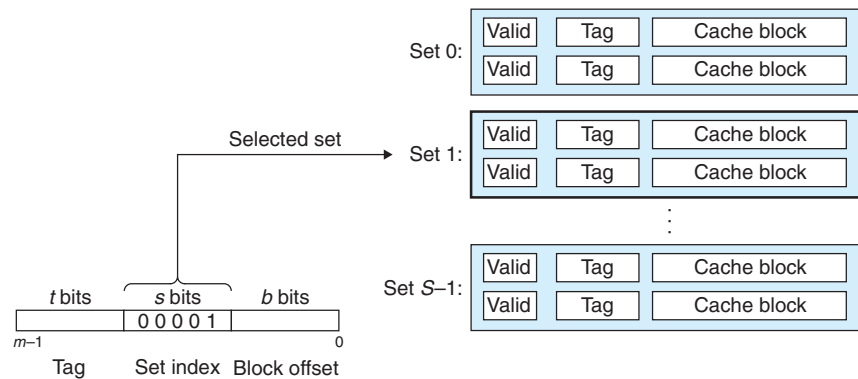 Set 0:
Valid Tag Cache block
Valid Tag Cache block
Selected set
Set 1:
Valid Tag Cache block
Valid Tag Cache block
⋮
Set S–1:
Valid Tag Cache block
Valid Tag Cache block
t bits s bits b bits
0 0 0 0 1
m–1 0
Tag Set index Block offset